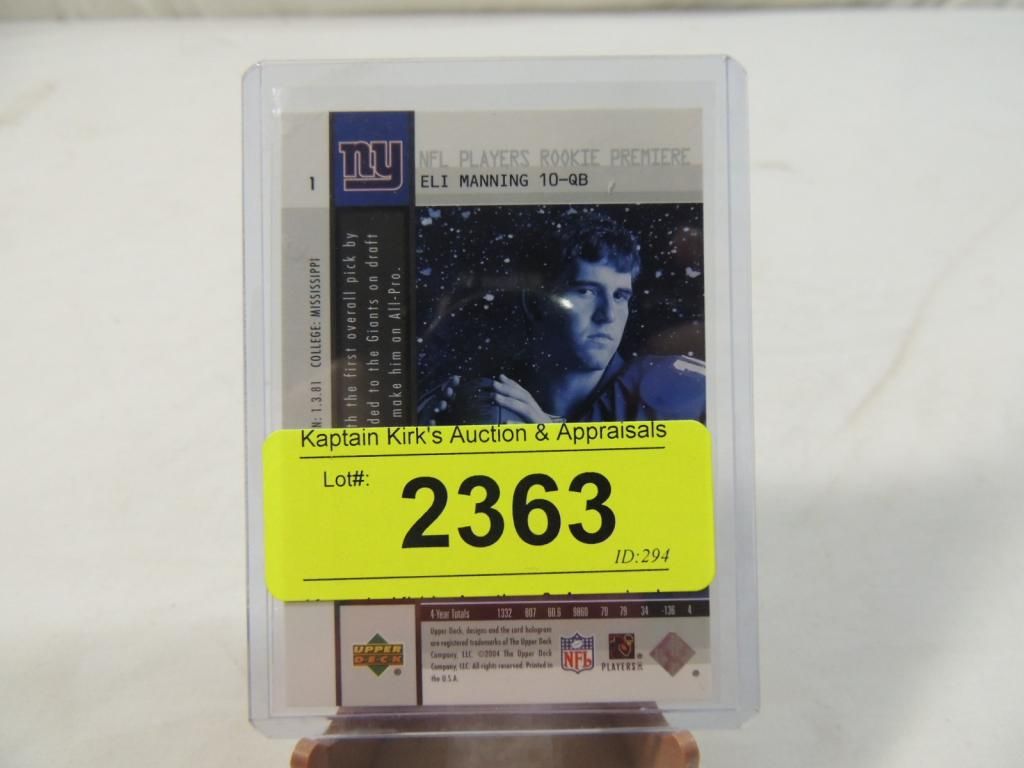 1
ny
NFL PLAYERS ROOKIE PREMIERE
ELI MANNING 10-QB
N: 1.3.81 COLLEGE: MISSISSIPPI
th the first overall pick by
ded to the Giants on draft
make him an All-Pro.
Kaptain Kirk's Auction & Appraisals
Lot#:
2363
ID:294
4-Year Totals 1332 607 60.6 9860 79 79 34 -136 4
UPPER DECK
Upper Deck, designs and the card hologram
are registered trademarks of The Upper Deck
Company, LLC. ©2004 The Upper Deck
Company, LLC. All rights reserved. Printed in
the U.S.A.
NFL
PLAYERS INC